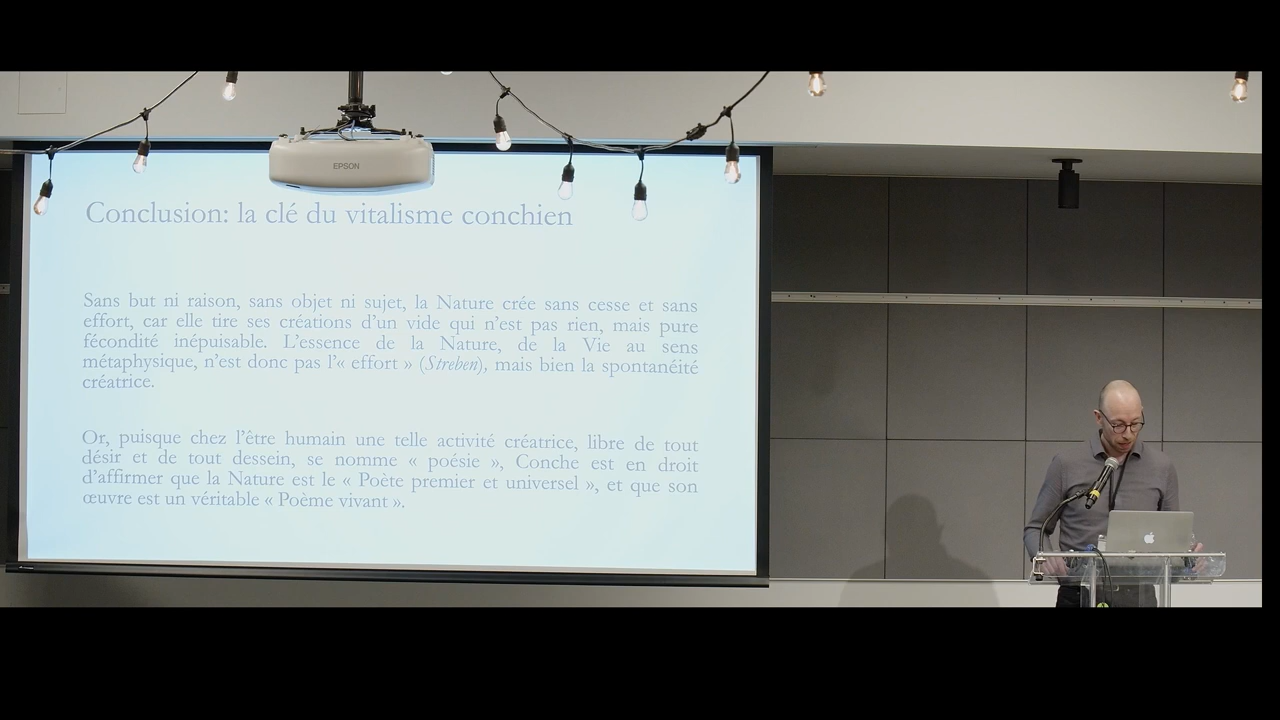 EPSON
Conclusion: la clé du vitalisme conchien
Sans but ni raison, sans objet ni sujet, la Nature crée sans cesse et sans
effort, car elle tire ses créations d’un vide qui n’est pas rien, mais pure
fécondité inépuisable. L’essence de la Nature, de la Vie au sens
métaphysique, n’est donc pas l’« effort » (Streben), mais bien la spontanéité
créatrice.
Or, puisque chez l’être humain une telle activité créatrice, libre de tout
désir et de tout dessein, se nomme « poésie », Conche est en droit
d’affirmer que la Nature est le « Poète premier et universel », et que son
œuvre est un véritable « Poème vivant ».